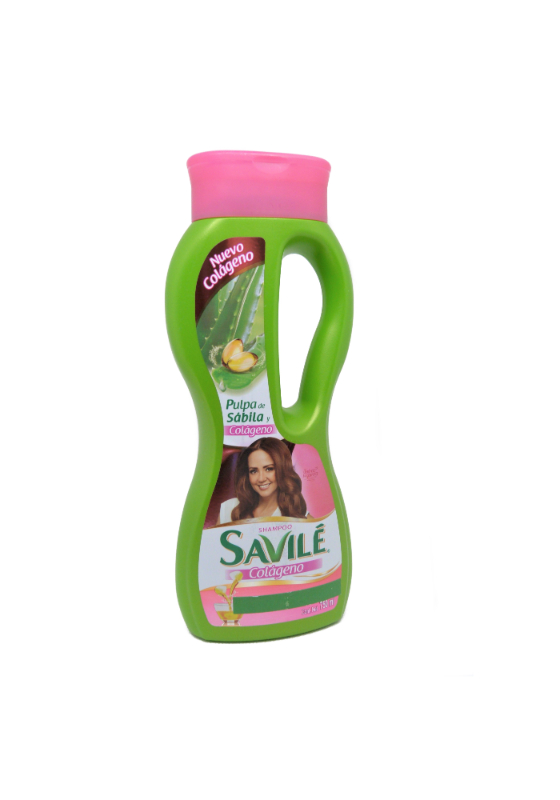 Nuevo
Colágeno
Pulpa de
Sábila y
Colágeno
SHAMPOO
SAVILÉ
Colágeno